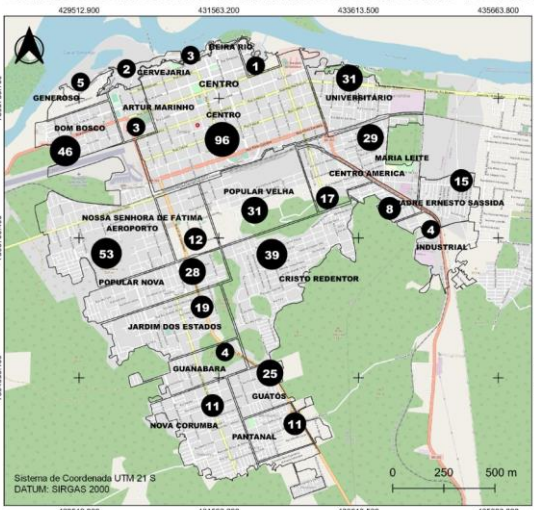 429512.900 431563.200 433613.500 435663.800
BEIRA RIO
3
2
CERVEJARIA
1
5
CENTRO
31
GENEROSO
UNIVERSITÁRIO
ARTUR MARINHO
CENTRO
DOM BOSCO
3
46
96
29
MARIA LEITE
CENTRO AMERICA
15
POPULAR VELHA
17
PADRE ERNESTO SASSIDA
31
8
NOSSA SENHORA DE FÁTIMA
AEROPORTO
4
12
INDUSTRIAL
53
39
28
POPULAR NOVA
CRISTO REDENTOR
19
JARDIM DOS ESTADOS
4
GUANABARA
25
GUATÓS
11
NOVA CORUMBA
11
PANTANAL
Sistema de Coordenada UTM 21 S
DATUM: SIRGAS 2000
0 250 500 m